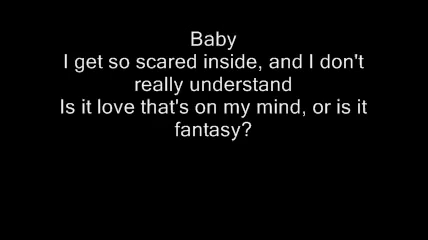 Baby
I get so scared inside, and I don't
really understand
Is it love that's on my mind, or is it
fantasy?